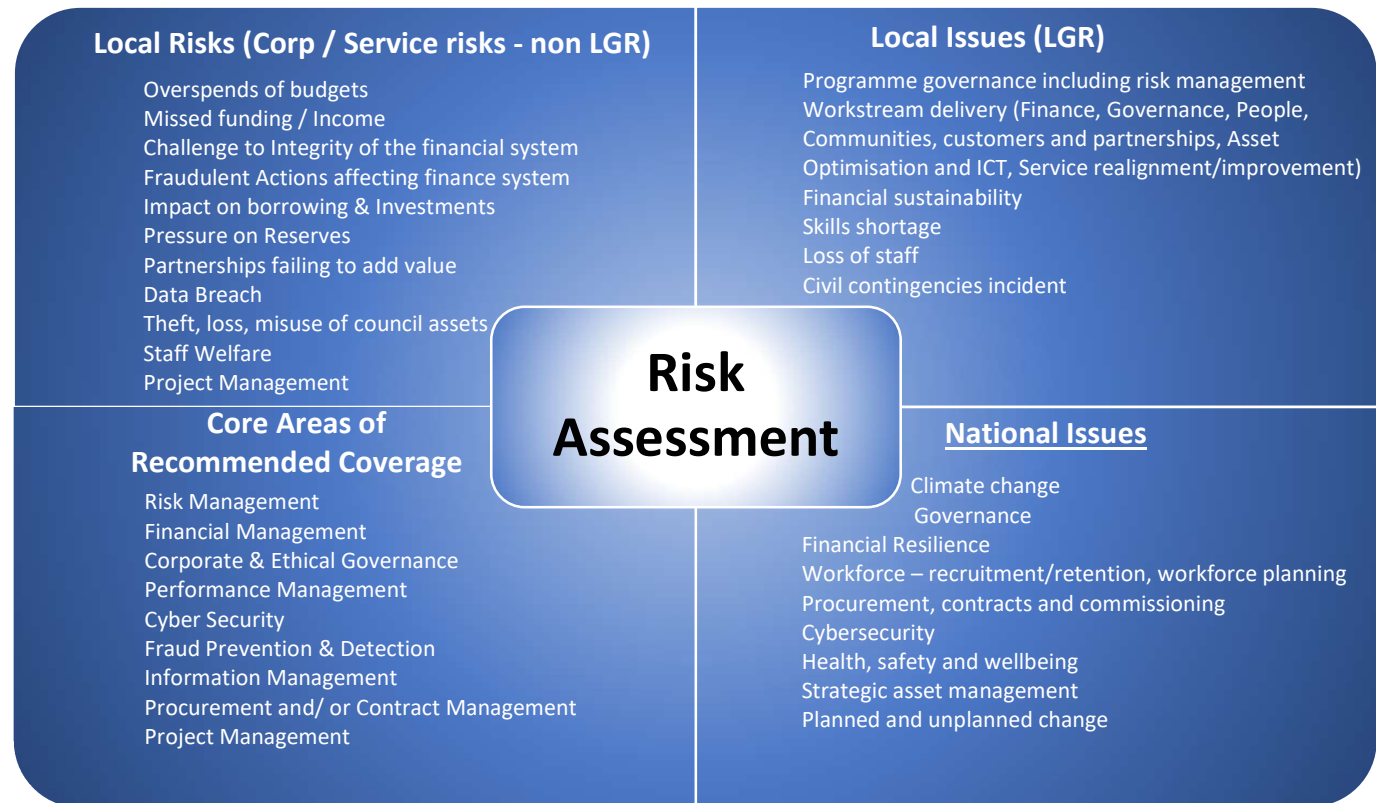 Local Risks (Corp / Service risks - non LGR)
Overspends of budgets
Missed funding / Income
Challenge to Integrity of the financial system
Fraudulent Actions affecting finance system
Impact on borrowing & Investments
Pressure on Reserves
Partnerships failing to add value
Data Breach
Theft, loss, misuse of council assets
Staff Welfare
Project Management
Local Issues (LGR)
Programme governance including risk management
Workstream delivery (Finance, Governance, People,
Communities, customers and partnerships, Asset
Optimisation and ICT, Service realignment/improvement)
Financial sustainability
Skills shortage
Loss of staff
Civil contingencies incident
Risk
Assessment
Core Areas of
Recommended Coverage
Risk Management
Financial Management
Corporate & Ethical Governance
Performance Management
Cyber Security
Fraud Prevention & Detection
Information Management
Procurement and/ or Contract Management
Project Management
National Issues
Climate change
Governance
Financial Resilience
Workforce – recruitment/retention, workforce planning
Procurement, contracts and commissioning
Cybersecurity
Health, safety and wellbeing
Strategic asset management
Planned and unplanned change